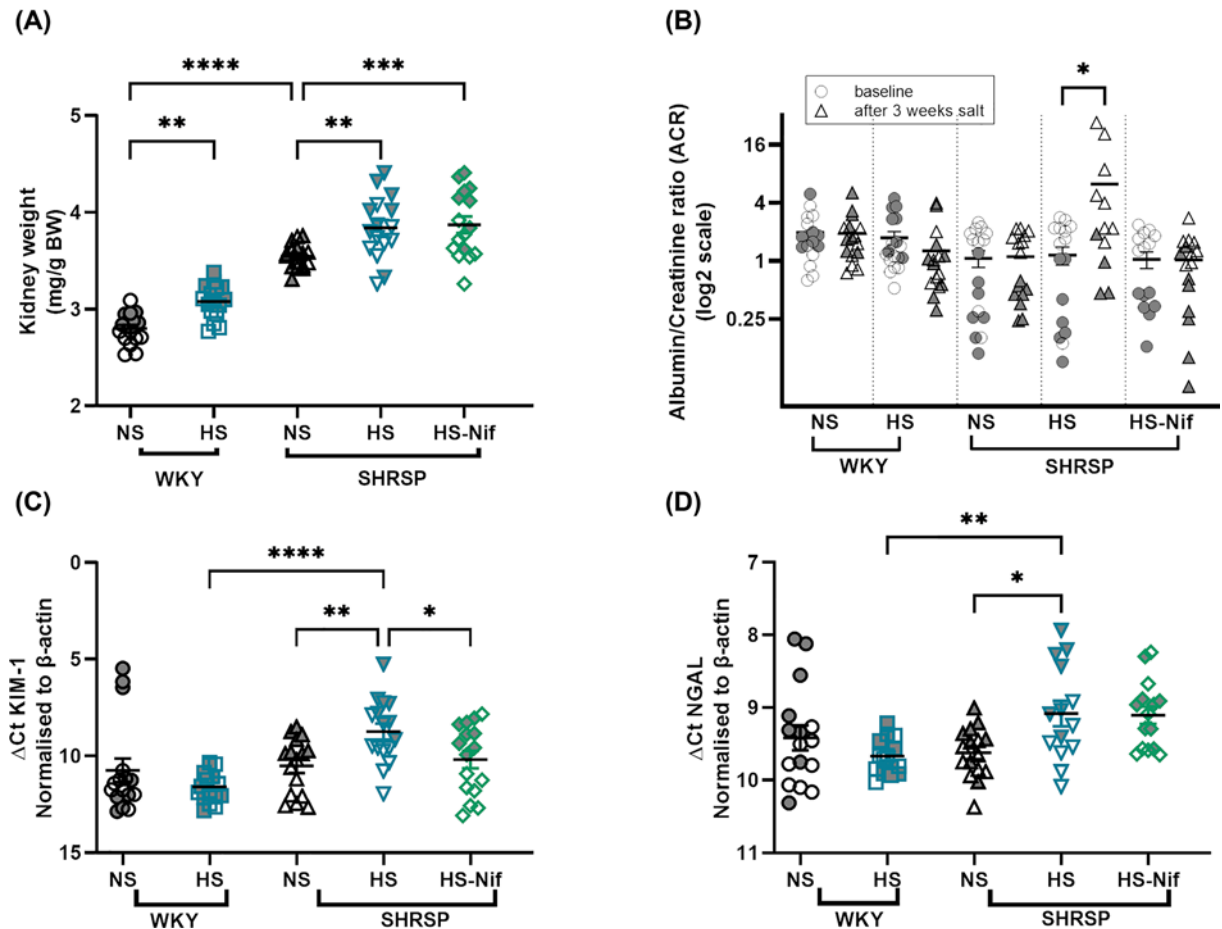 (A)
**** ***
** **
Kidney weight
(mg/g BW)
5
4
3
2
NS HS NS HS HS-Nif
WKY SHRSP
(B)
baseline
after 3 weeks salt
*
Albumin/Creatinine ratio (ACR)
(log2 scale)
16
4
1
0.25
NS HS NS HS HS-Nif
WKY SHRSP
(C)
****
** *
ΔCt KIM-1
Normalised to β-actin
0
5
10
15
NS HS NS HS HS-Nif
WKY SHRSP
(D)
**
*
ΔCt NGAL
Normalised to β-actin
7
8
9
10
11
NS HS NS HS HS-Nif
WKY SHRSP